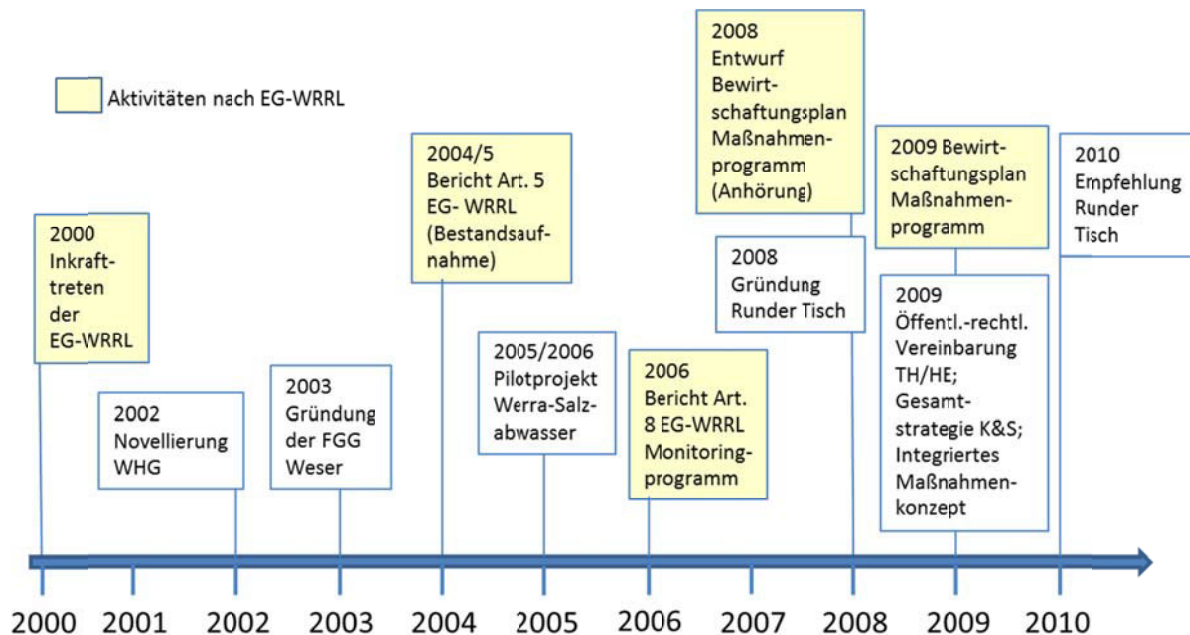 Aktivitäten nach EG-WRRL
2000
Inkraft-
treten
der
EG-WRRL
2002
Novellierung
WHG
2003
Gründung
der FGG
Weser
2004/5
Bericht Art. 5
EG- WRRL
(Bestandsauf-
nahme)
2005/2006
Pilotprojekt
Werra-Salz-
abwasser
2006
Bericht Art.
8 EG-WRRL
Monitoring-
programm
2008
Entwurf
Bewirt-
schaftungsplan
Maßnahmen-
programm
(Anhörung)
2008
Gründung
Runder Tisch
2009 Bewirt-
schaftungsplan
Maßnahmen-
programm
2009
Öffentl.-rechtl.
Vereinbarung
TH/HE;
Gesamt-
strategie K&S;
Integriertes
Maßnahmen-
konzept
2010
Empfehlung
Runder
Tisch
2000 2001 2002 2003 2004 2005 2006 2007 2008 2009 2010